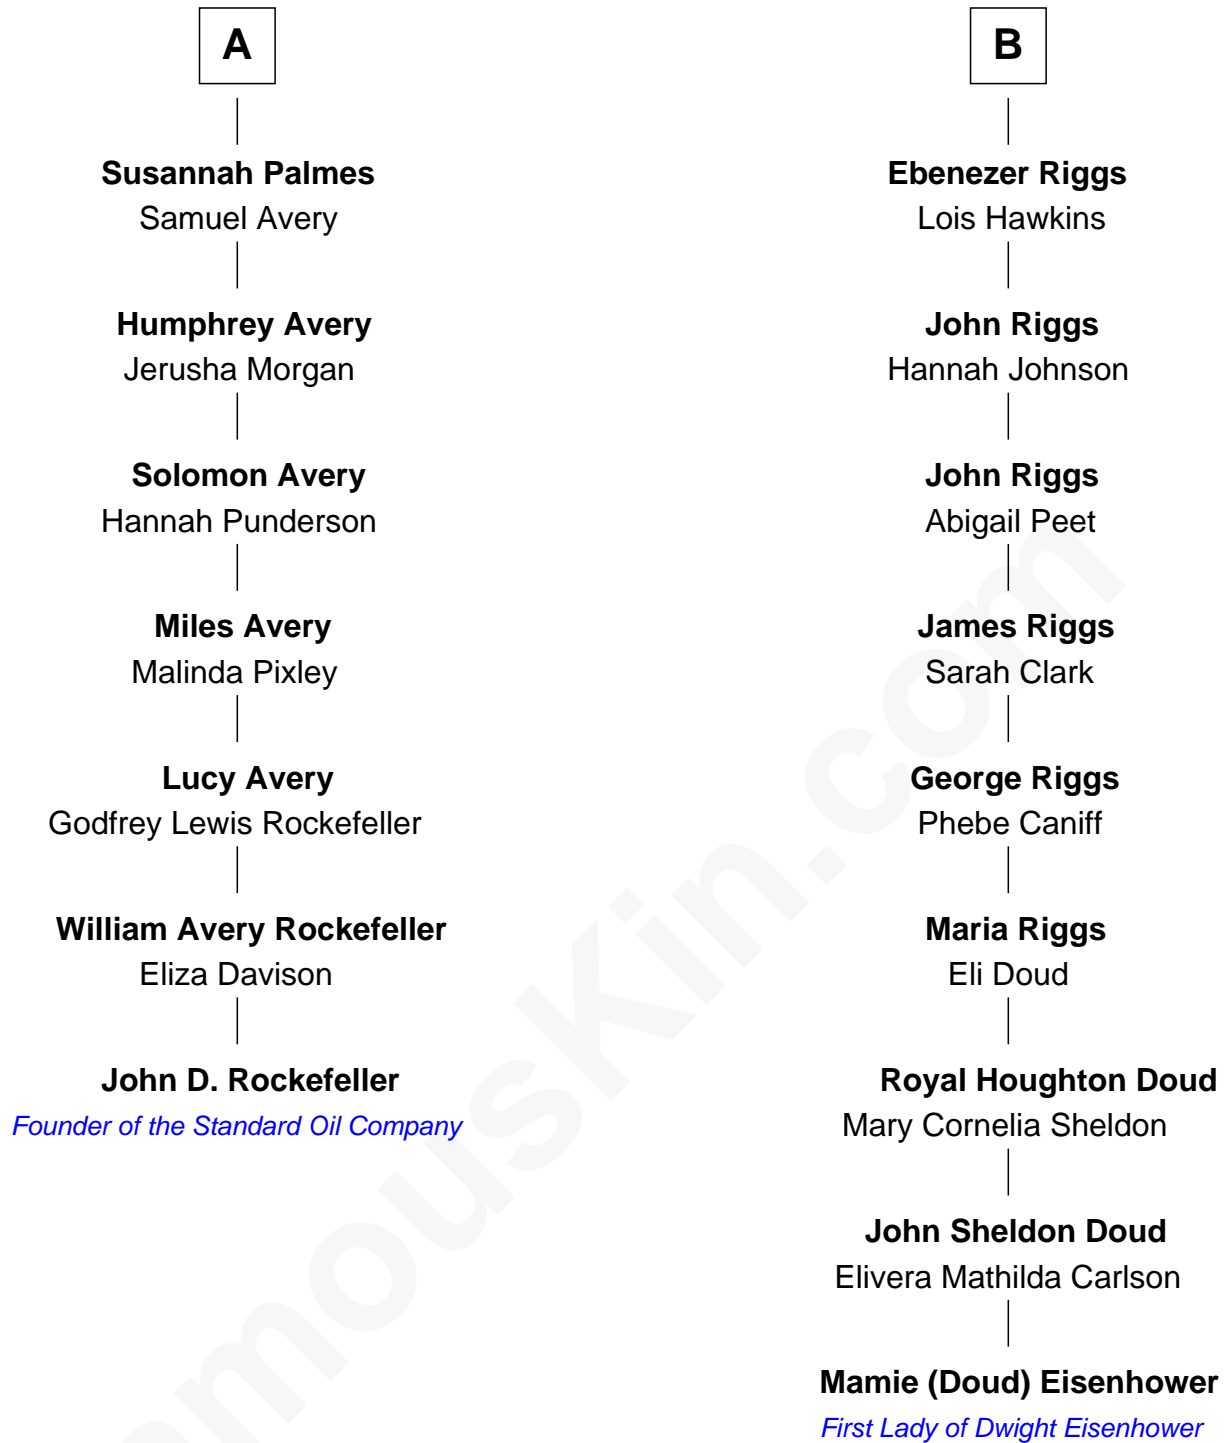 A
Susannah Palmes
Samuel Avery
Humphrey Avery
Jerusha Morgan
Solomon Avery
Hannah Punderson
Miles Avery
Malinda Pixley
Lucy Avery
Godfrey Lewis Rockefeller
William Avery Rockefeller
Eliza Davison
John D. Rockefeller
Founder of the Standard Oil Company
B
Ebenezer Riggs
Lois Hawkins
John Riggs
Hannah Johnson
John Riggs
Abigail Peet
James Riggs
Sarah Clark
George Riggs
Phebe Caniff
Maria Riggs
Eli Doud
Royal Houghton Doud
Mary Cornelia Sheldon
John Sheldon Doud
Elivera Mathilda Carlson
Mamie (Doud) Eisenhower
First Lady of Dwight Eisenhower
amouskin.com